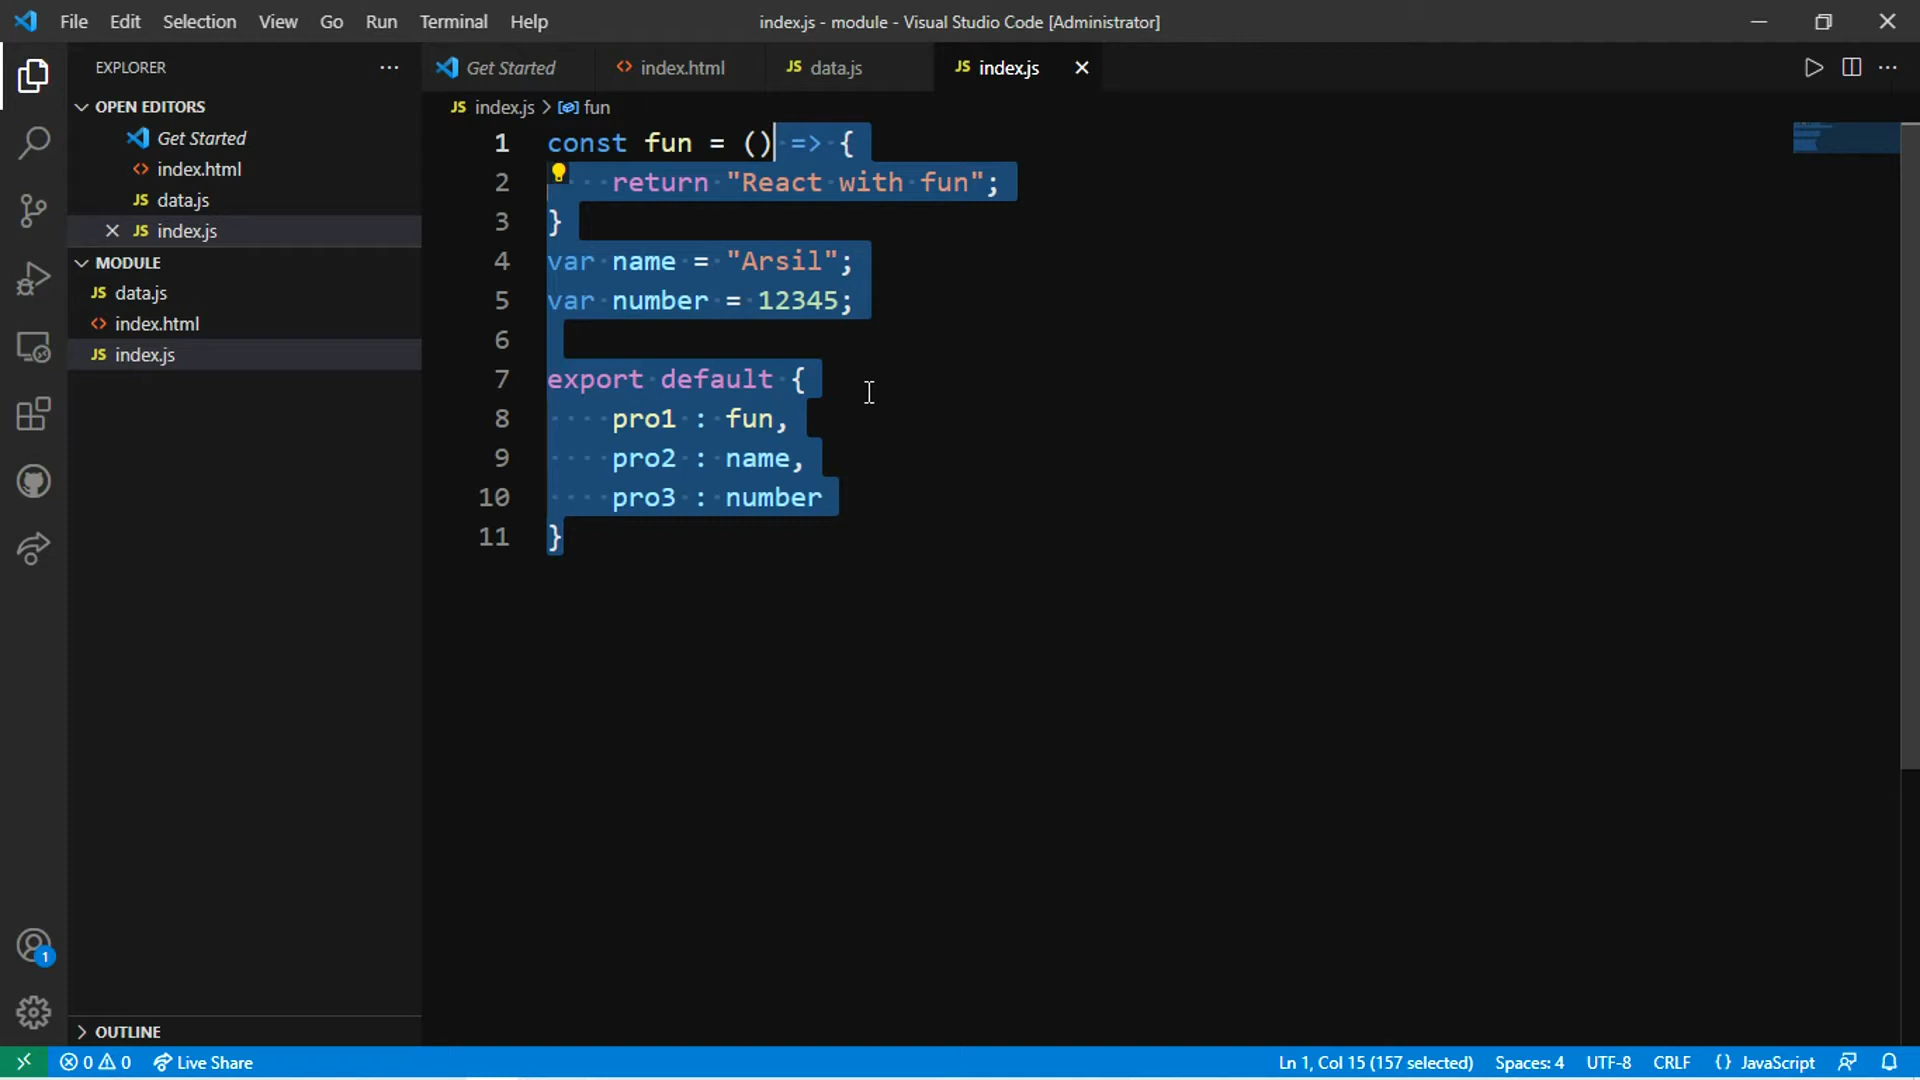 File Edit Selection View Go Run Terminal Help
index.js - module - Visual Studio Code [Administrator]
EXPLORER
OPEN EDITORS
Get Started
index.html
data.js
index.js
MODULE
data.js
index.html
index.js
OUTLINE
Get Started
index.html
JS data.js
JS index.js
JS index.js > fun
1 const fun = () => {
2 return "React with fun";
3 }
4 var name = "Arsil";
5 var number = 12345;
6
7 export default {
8 pro1 : fun,
9 pro2 : name,
10 pro3 : number
11 }
1
0 0 Live Share
Ln 1, Col 15 (157 selected) Spaces: 4 UTF-8 CRLF {} JavaScript